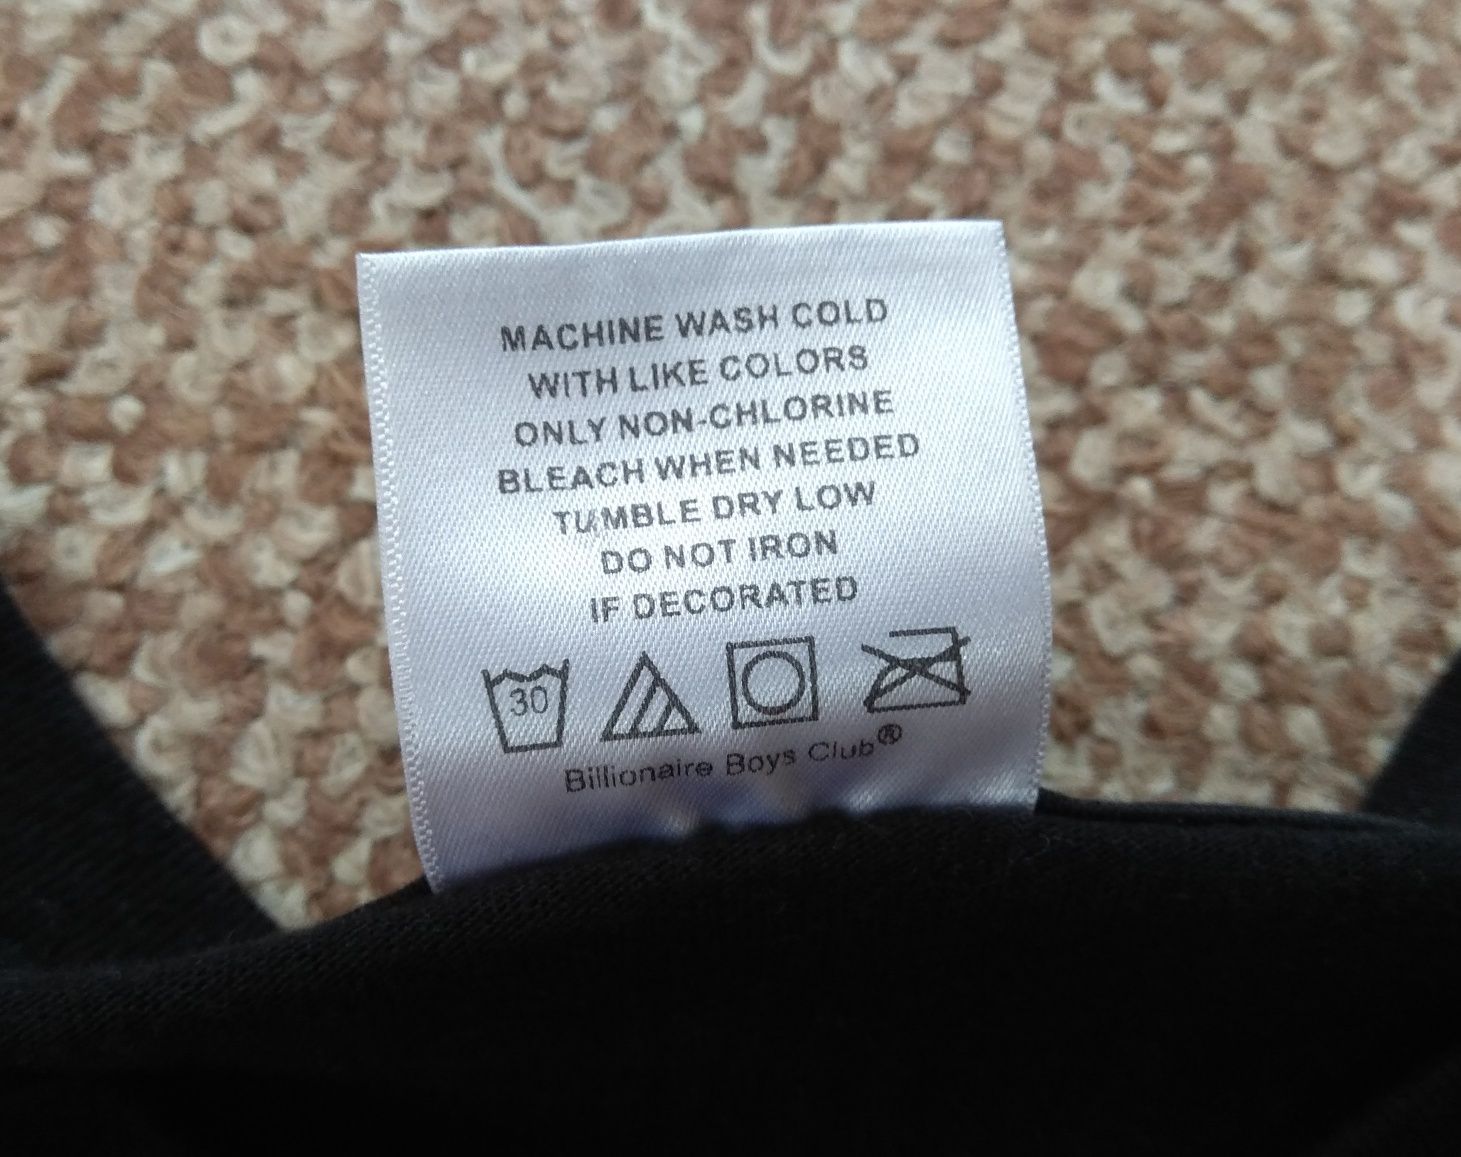 MACHINE WASH COLD
WITH LIKE COLORS
ONLY NON-CHLORINE
BLEACH WHEN NEEDED
TUMBLE DRY LOW
DO NOT IRON
IF DECORATED
30
Billionaire Boys Club®